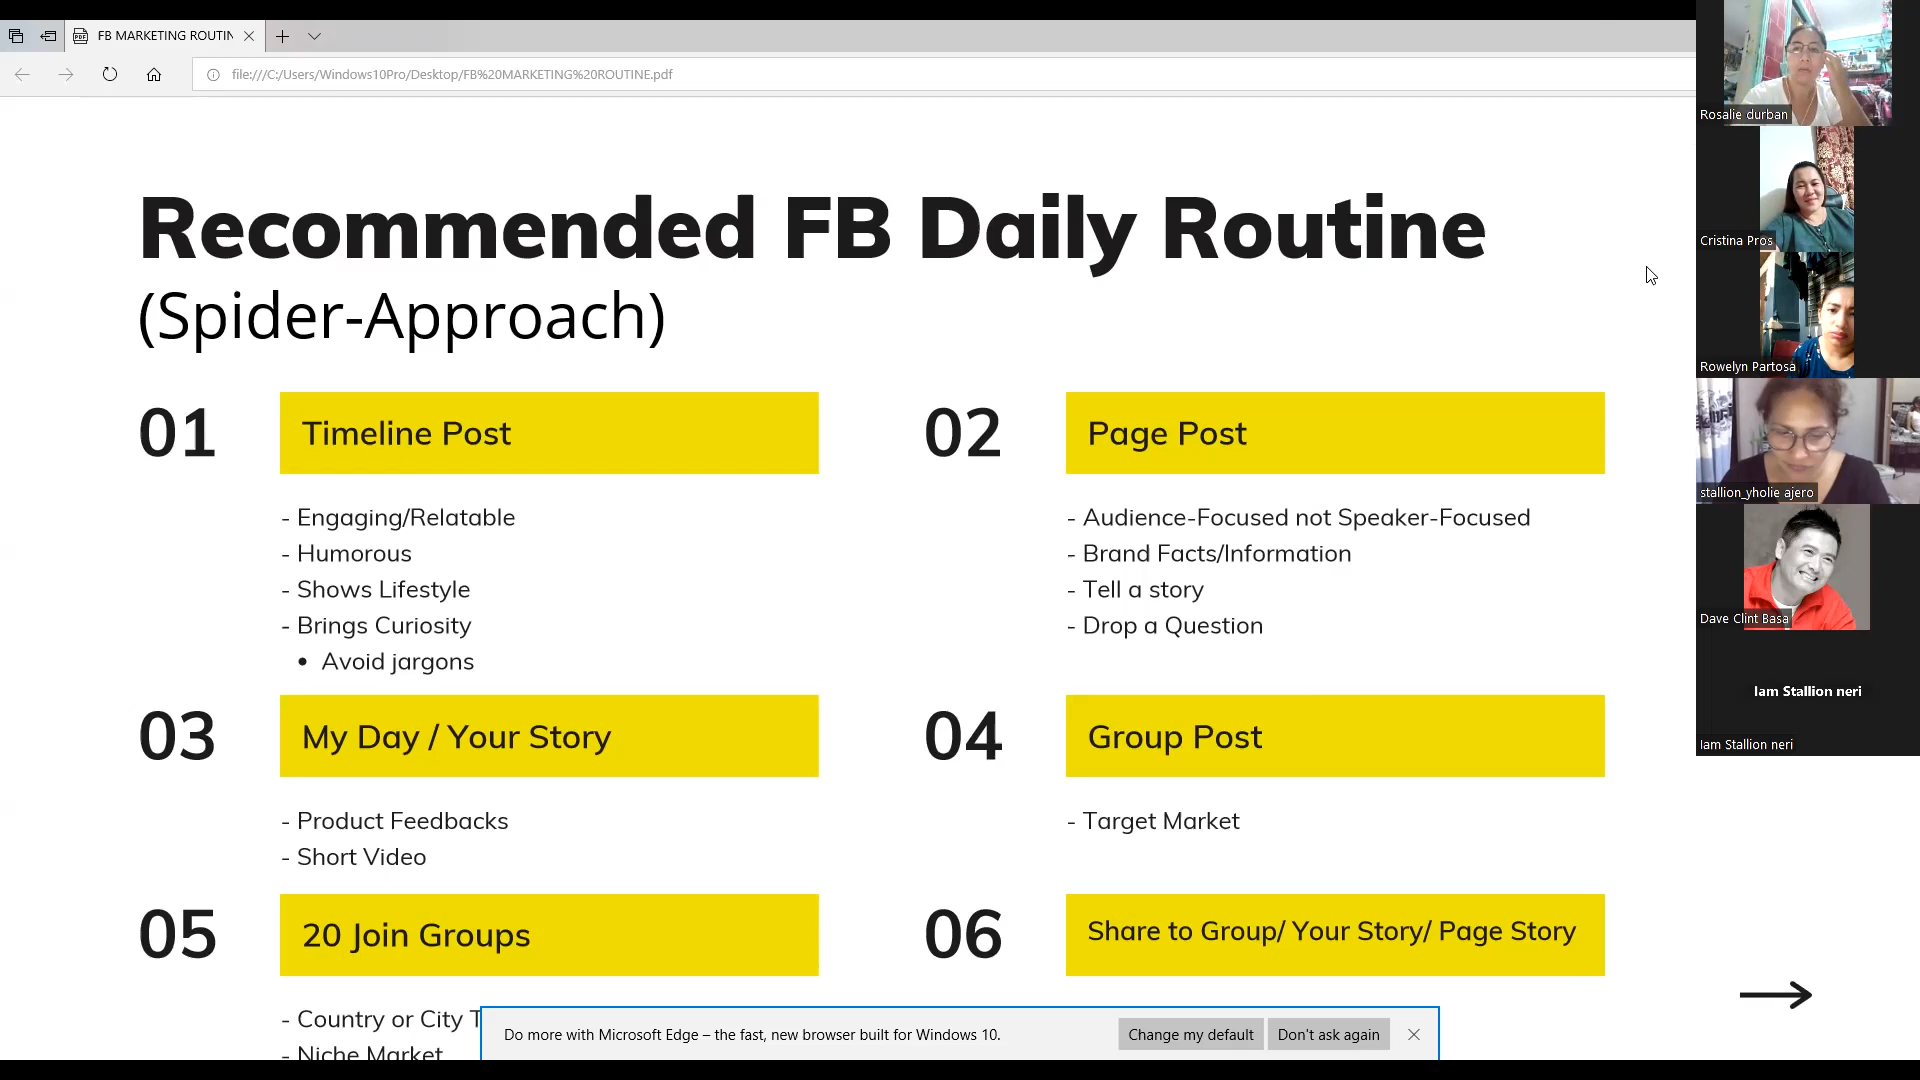 FB MARKETING ROUTIN
file:///C:/Users/Windows10Pro/Desktop/FB%20MARKETING%20ROUTINE.pdf
Recommended FB Daily Routine
(Spider-Approach)
01
Timeline Post
- Engaging/Relatable
- Humorous
- Shows Lifestyle
- Brings Curiosity
• Avoid jargons
02
Page Post
- Audience-Focused not Speaker-Focused
- Brand Facts/Information
- Tell a story
- Drop a Question
03
My Day / Your Story
- Product Feedbacks
- Short Video
04
Group Post
- Target Market
05
20 Join Groups
- Country or City T
- Niche Market
06
Share to Group/ Your Story/ Page Story
Do more with Microsoft Edge – the fast, new browser built for Windows 10.
Change my default
Don't ask again
Rosalie durban
Cristina Pros
Rowelyn Partosa
stallion_yholie ajero
Dave Clint Basa
Iam Stallion neri
Iam Stallion neri